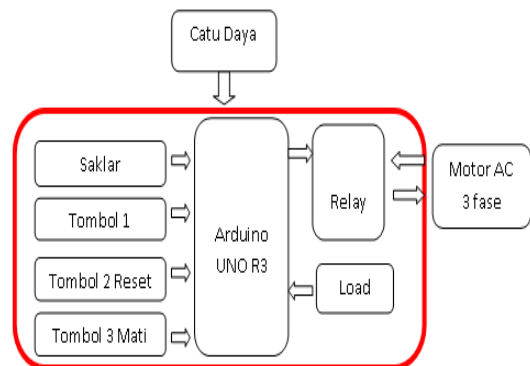 Catu Daya
Saklar
Tombol 1
Tombol 2 Reset
Tombol 3 Mati
Arduino
UNO R3
Relay
Load
Motor AC
3 fase